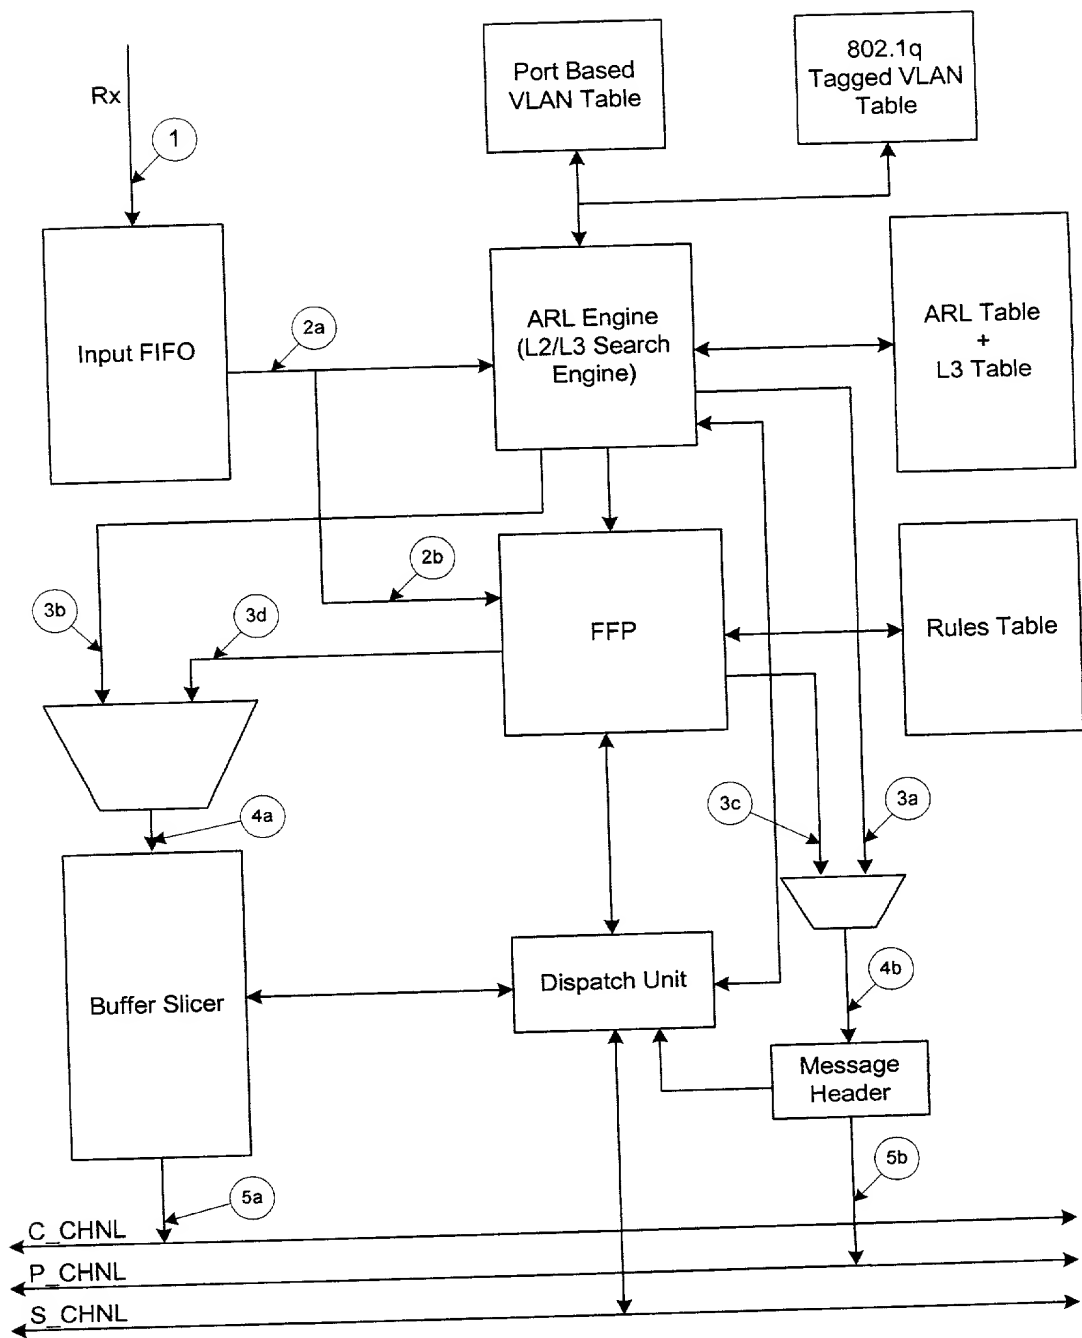 Port Based
VLAN Table
802.1q
Tagged VLAN
Table
Rx
1
Input FIFO
2a
ARL Engine
(L2/L3 Search
Engine)
ARL Table
+
L3 Table
2b
3b
3d
FFP
Rules Table
3c
3a
4a
Buffer Slicer
Dispatch Unit
4b
Message
Header
5a
5b
C_CHNL
P_CHNL
S_CHNL